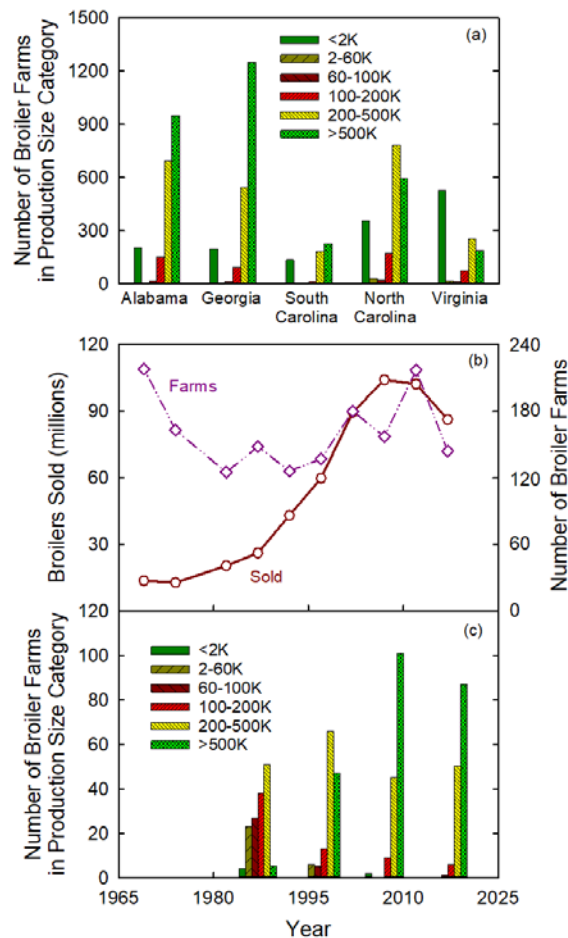 (a)
<2K
2-60K
60-100K
100-200K
200-500K
>500K
Number of Broiler Farms
in Production Size Category
1500
1200
900
600
300
0
Alabama
Georgia
South
Carolina
North
Carolina
Virginia
(b)
Farms
Sold
Broilers Sold (millions)
120
90
60
30
Number of Broiler Farms
240
180
120
60
0
(c)
<2K
2-60K
60-100K
100-200K
200-500K
>500K
Number of Broiler Farms
in Production Size Category
120
100
80
60
40
20
0
1965
1980
1995
2010
2025
Year